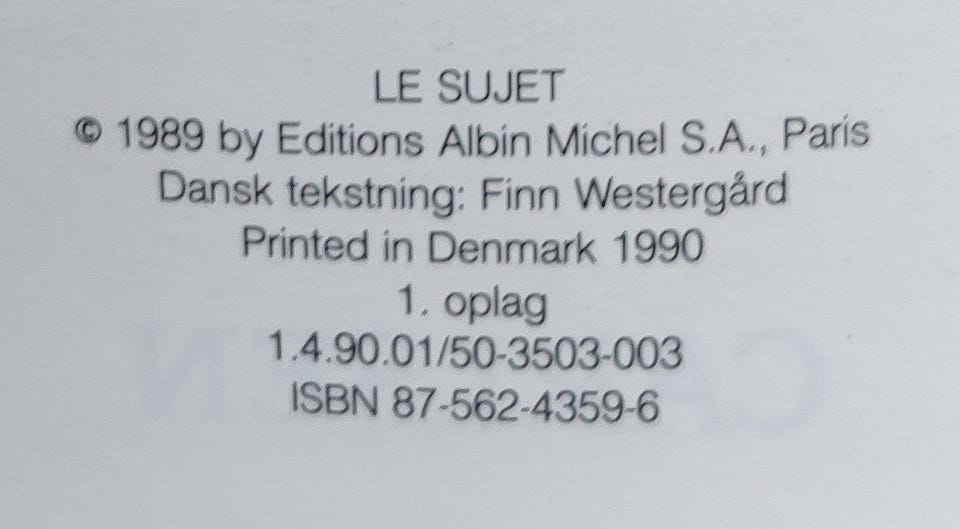 LE SUJET
© 1989 by Editions Albin Michel S.A., Paris
Dansk tekstning: Finn Westergård
Printed in Denmark 1990
1. oplag
1.4.90.01/50-3503-003
ISBN 87-562-4359-6